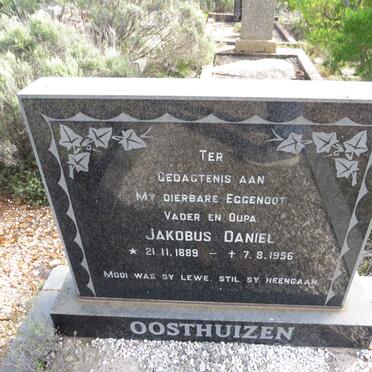 TER
GEDAGTENIS AAN
MY DIERBARE EGGENOOT
VADER EN OUPA
JAKOBUS DANIEL
★ 21.11.1889 - + 7.8.1956
MOOI WAS SY LEWE, STIL SY HEENGAAN.
OOSTHUIZEN